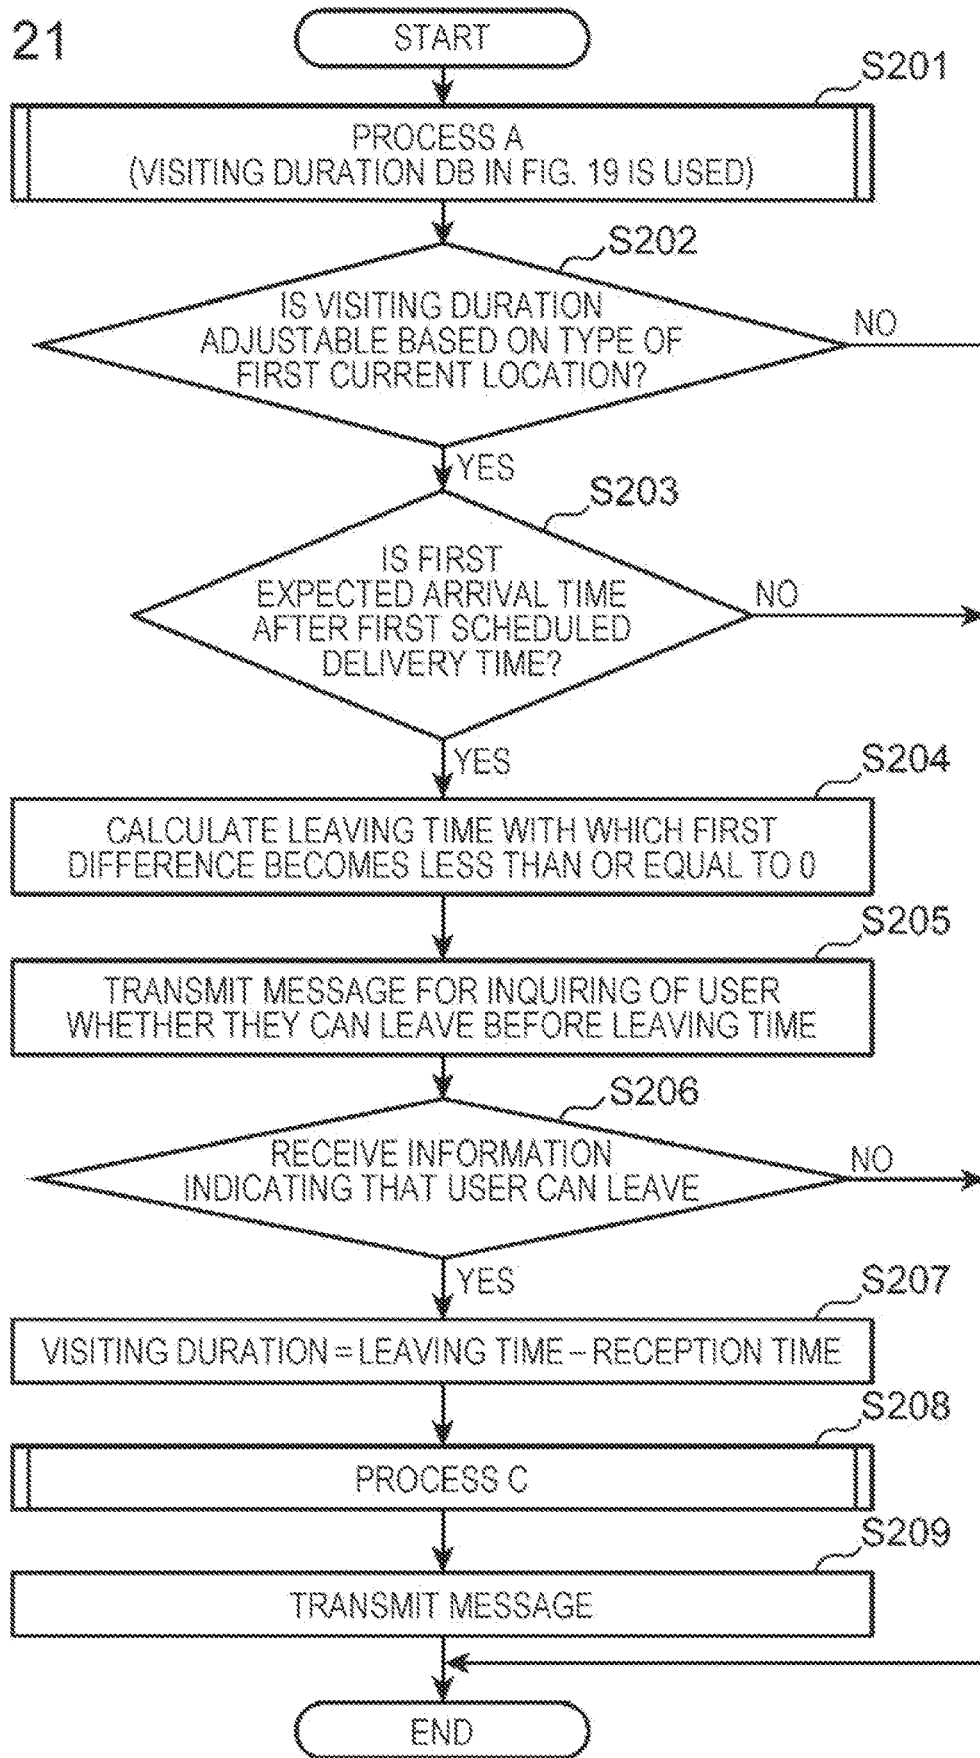 21
START
S201
PROCESS A
(VISITING DURATION DB IN FIG. 19 IS USED)
S202
IS VISITING DURATION
ADJUSTABLE BASED ON TYPE OF
FIRST CURRENT LOCATION?
NO
YES
S203
IS FIRST
EXPECTED ARRIVAL TIME
AFTER FIRST SCHEDULED
DELIVERY TIME?
NO
YES
S204
CALCULATE LEAVING TIME WITH WHICH FIRST
DIFFERENCE BECOMES LESS THAN OR EQUAL TO 0
S205
TRANSMIT MESSAGE FOR INQUIRING OF USER
WHETHER THEY CAN LEAVE BEFORE LEAVING TIME
S206
RECEIVE INFORMATION
INDICATING THAT USER CAN LEAVE
NO
YES
S207
VISITING DURATION = LEAVING TIME – RECEPTION TIME
S208
PROCESS C
S209
TRANSMIT MESSAGE
END